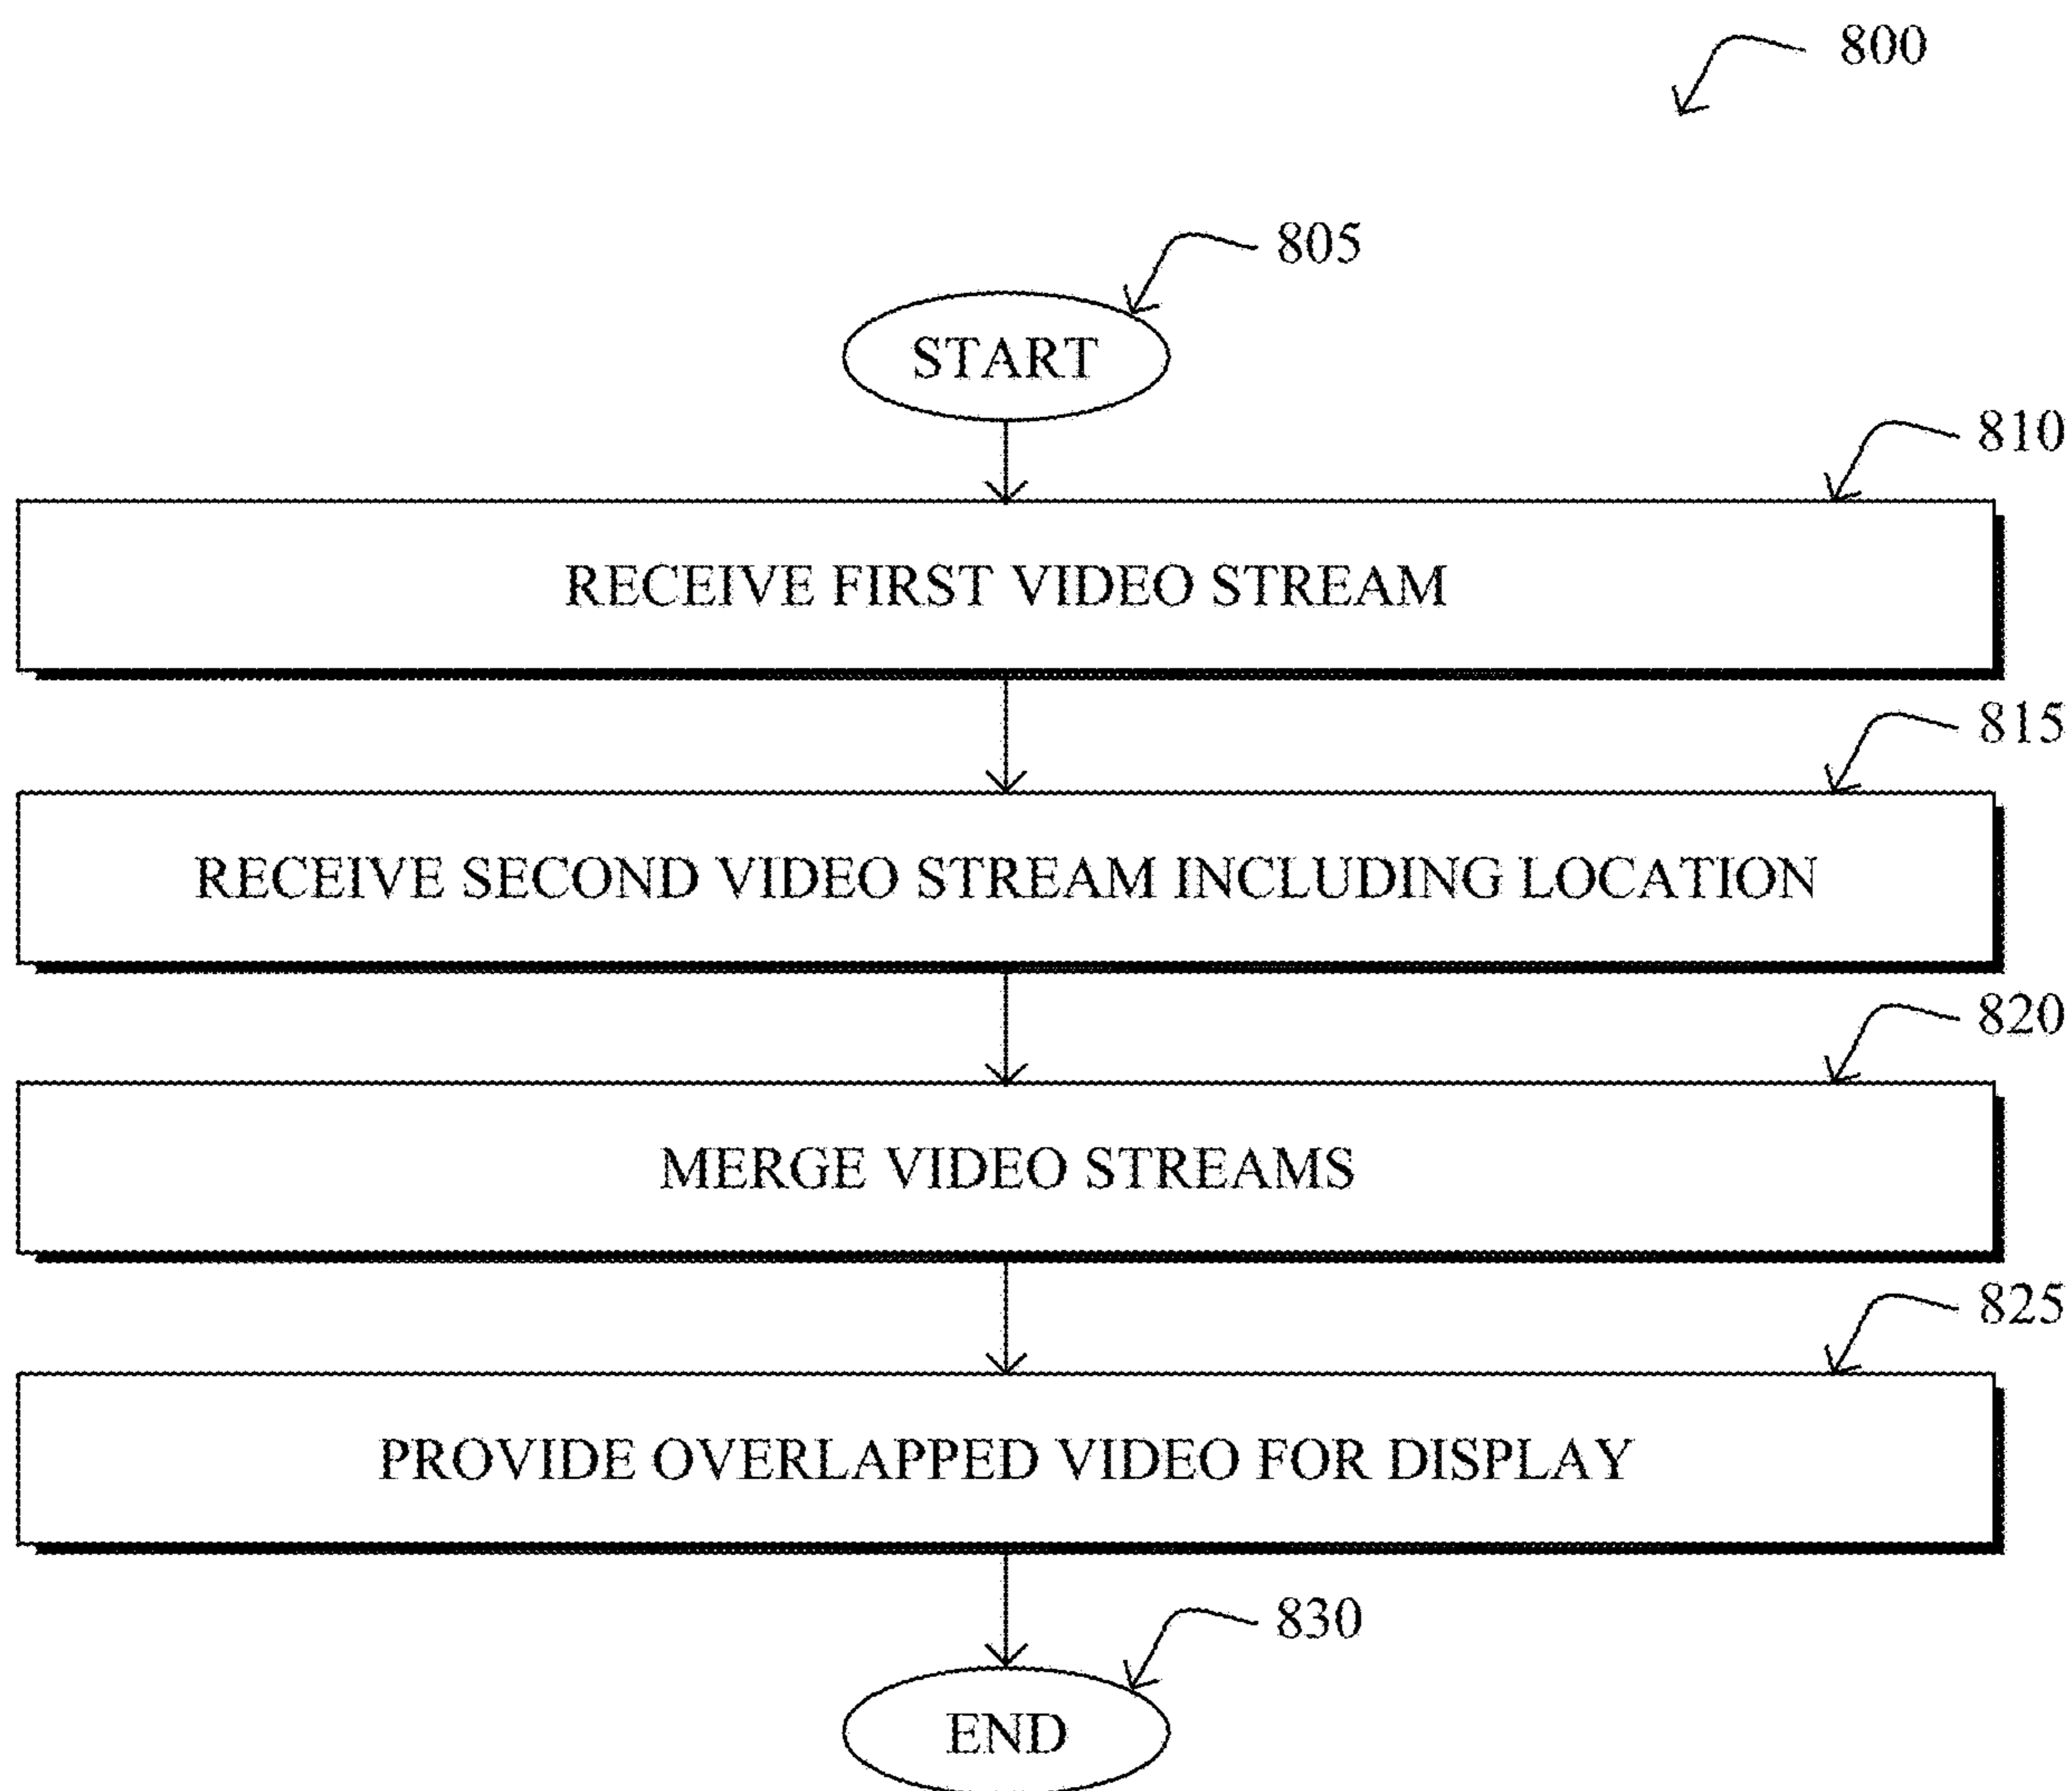 800
805
START
810
RECEIVE FIRST VIDEO STREAM
815
RECEIVE SECOND VIDEO STREAM INCLUDING LOCATION
820
MERGE VIDEO STREAMS
825
PROVIDE OVERLAPPED VIDEO FOR DISPLAY
830
END